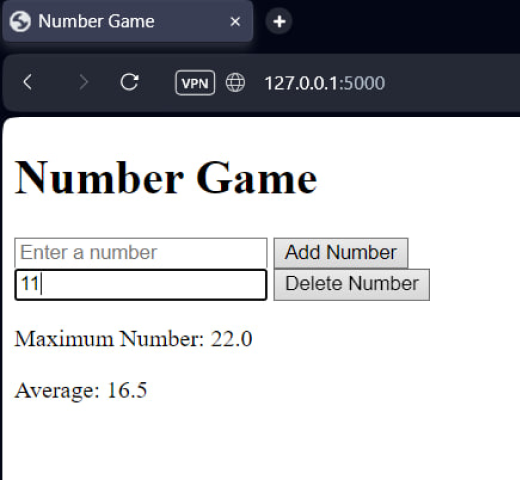 Number Game
VPN 127.0.0.1:5000
Number Game
Enter a number Add Number
11 Delete Number
Maximum Number: 22.0
Average: 16.5